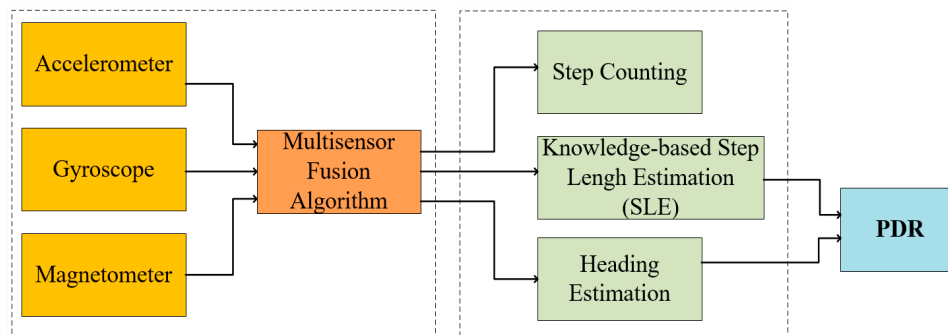 Accelerometer
Gyroscope
Magnetometer
Multisensor
Fusion
Algorithm
Step Counting
Knowledge-based Step
Lengh Estimation
(SLE)
Heading
Estimation
PDR